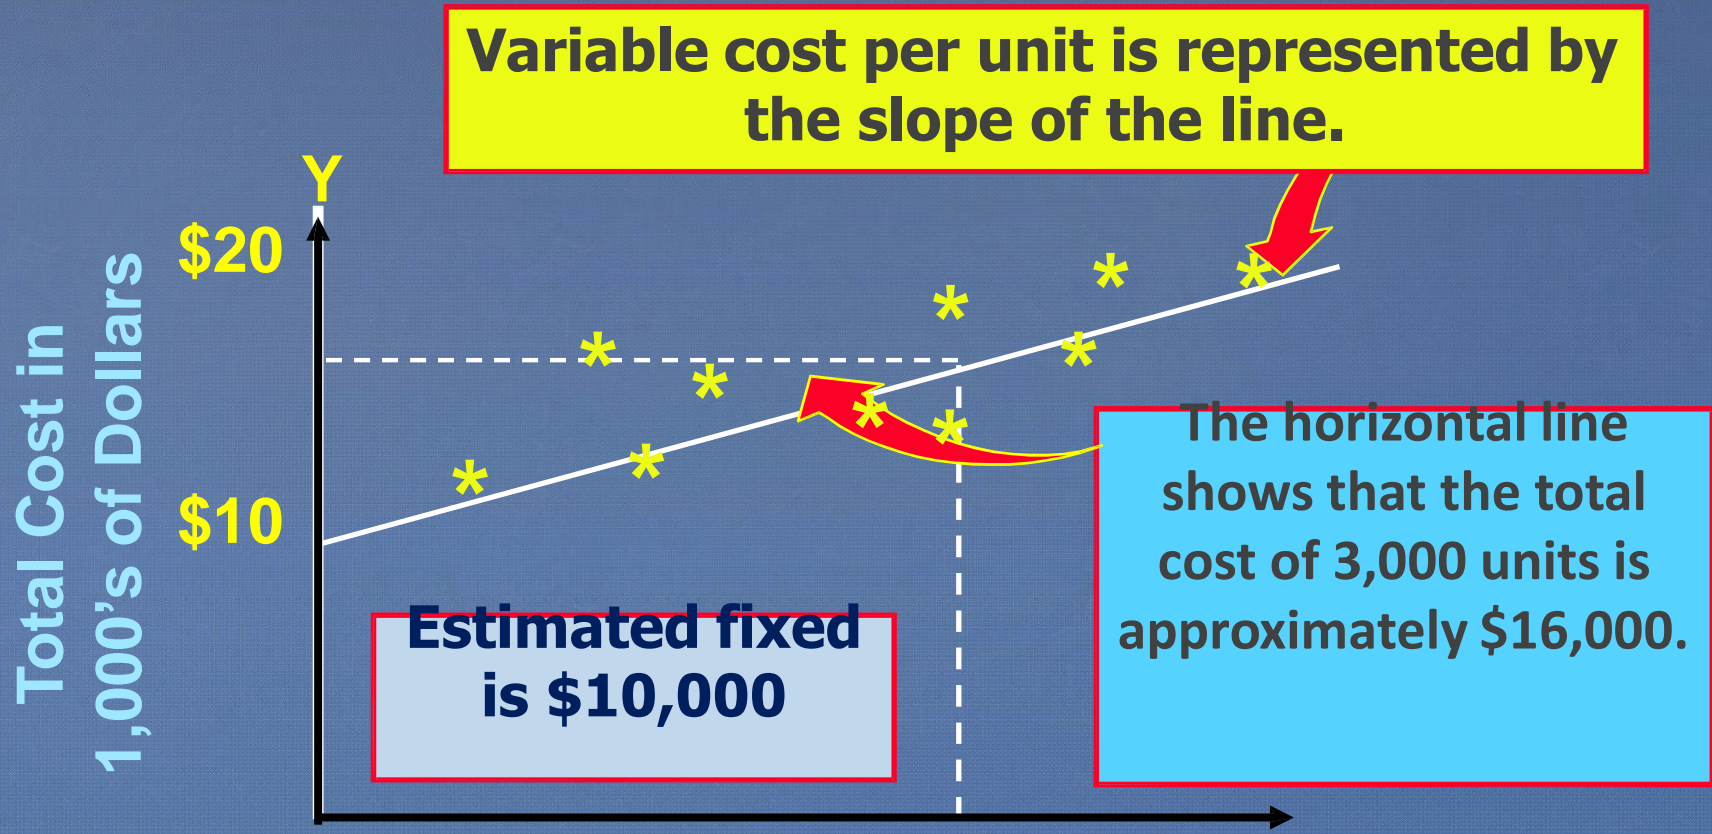 Variable cost per unit is represented by
the slope of the line.
Y
$20
$10
Total Cost in
1,000’s of Dollars
Estimated fixed
is $10,000
The horizontal line
shows that the total
cost of 3,000 units is
approximately $16,000.